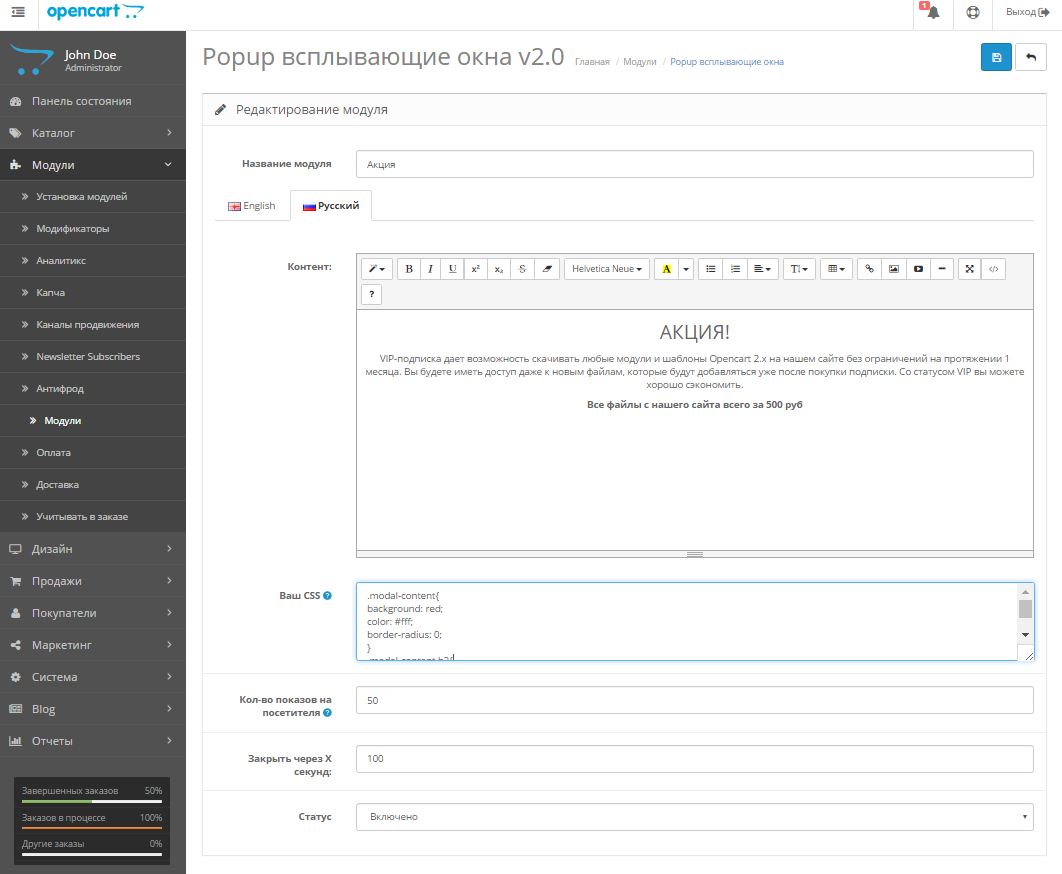 opencart
1
Выход
John Doe
Administrator
Панель состояния
Каталог
Модули
Установка модулей
Модификаторы
Аналитикс
Капча
Каналы продвижения
Newsletter Subscribers
Антифрод
Модули
Оплата
Доставка
Учитывать в заказе
Дизайн
Продажи
Покупатели
Маркетинг
Система
Blog
Отчеты
Завершенных заказов 50%
Заказов в процессе 100%
Другие заказы 0%
Popup всплывающие окна v2.0 Главная / Модули / Popup всплывающие окна
Редактирование модуля
Название модуля Акция
English Русский
Контент:
B I U x² x₂ S Helvetica Neue A T
?
АКЦИЯ!
VIP-подписка дает возможность скачивать любые модули и шаблоны Opencart 2.x на нашем сайте без ограничений на протяжении 1
месяца. Вы будете иметь доступ даже к новым файлам, которые будут добавляться уже после покупки подписки. Со статусом VIP вы можете
хорошо сэкономить.
Все файлы с нашего сайта всего за 500 руб
Ваш CSS ?
.modal-content{
background: red;
color: #fff;
border-radius: 0;
}
Кол-во показов на
посетителя ?
50
Закрыть через X
секунд:
100
Статус Включено